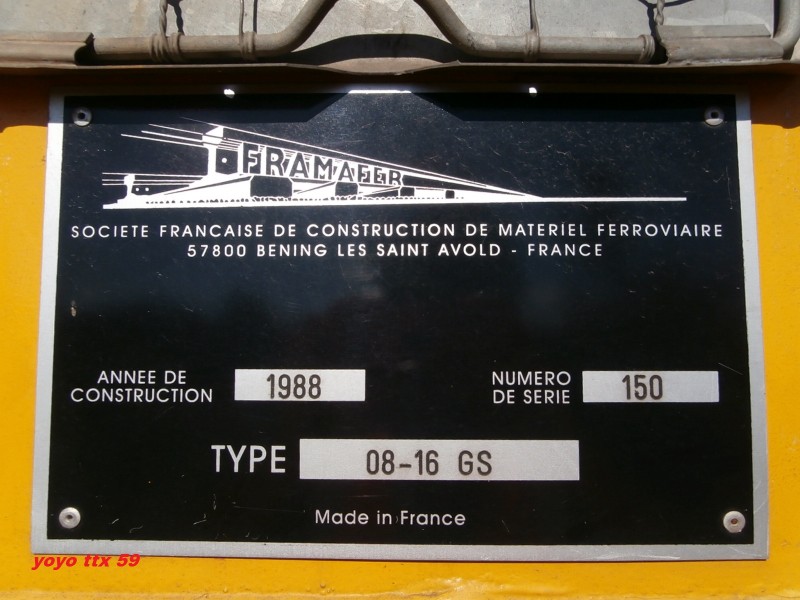 FRAMAFER
SOCIETE FRANCAISE DE CONSTRUCTION DE MATERIEL FERROVIAIRE
57800 BENING LES SAINT AVOLD - FRANCE
ANNEE DE
CONSTRUCTION
1988
NUMERO
DE SERIE
150
TYPE 08-16 GS
Made in France
yoyo ttx 59